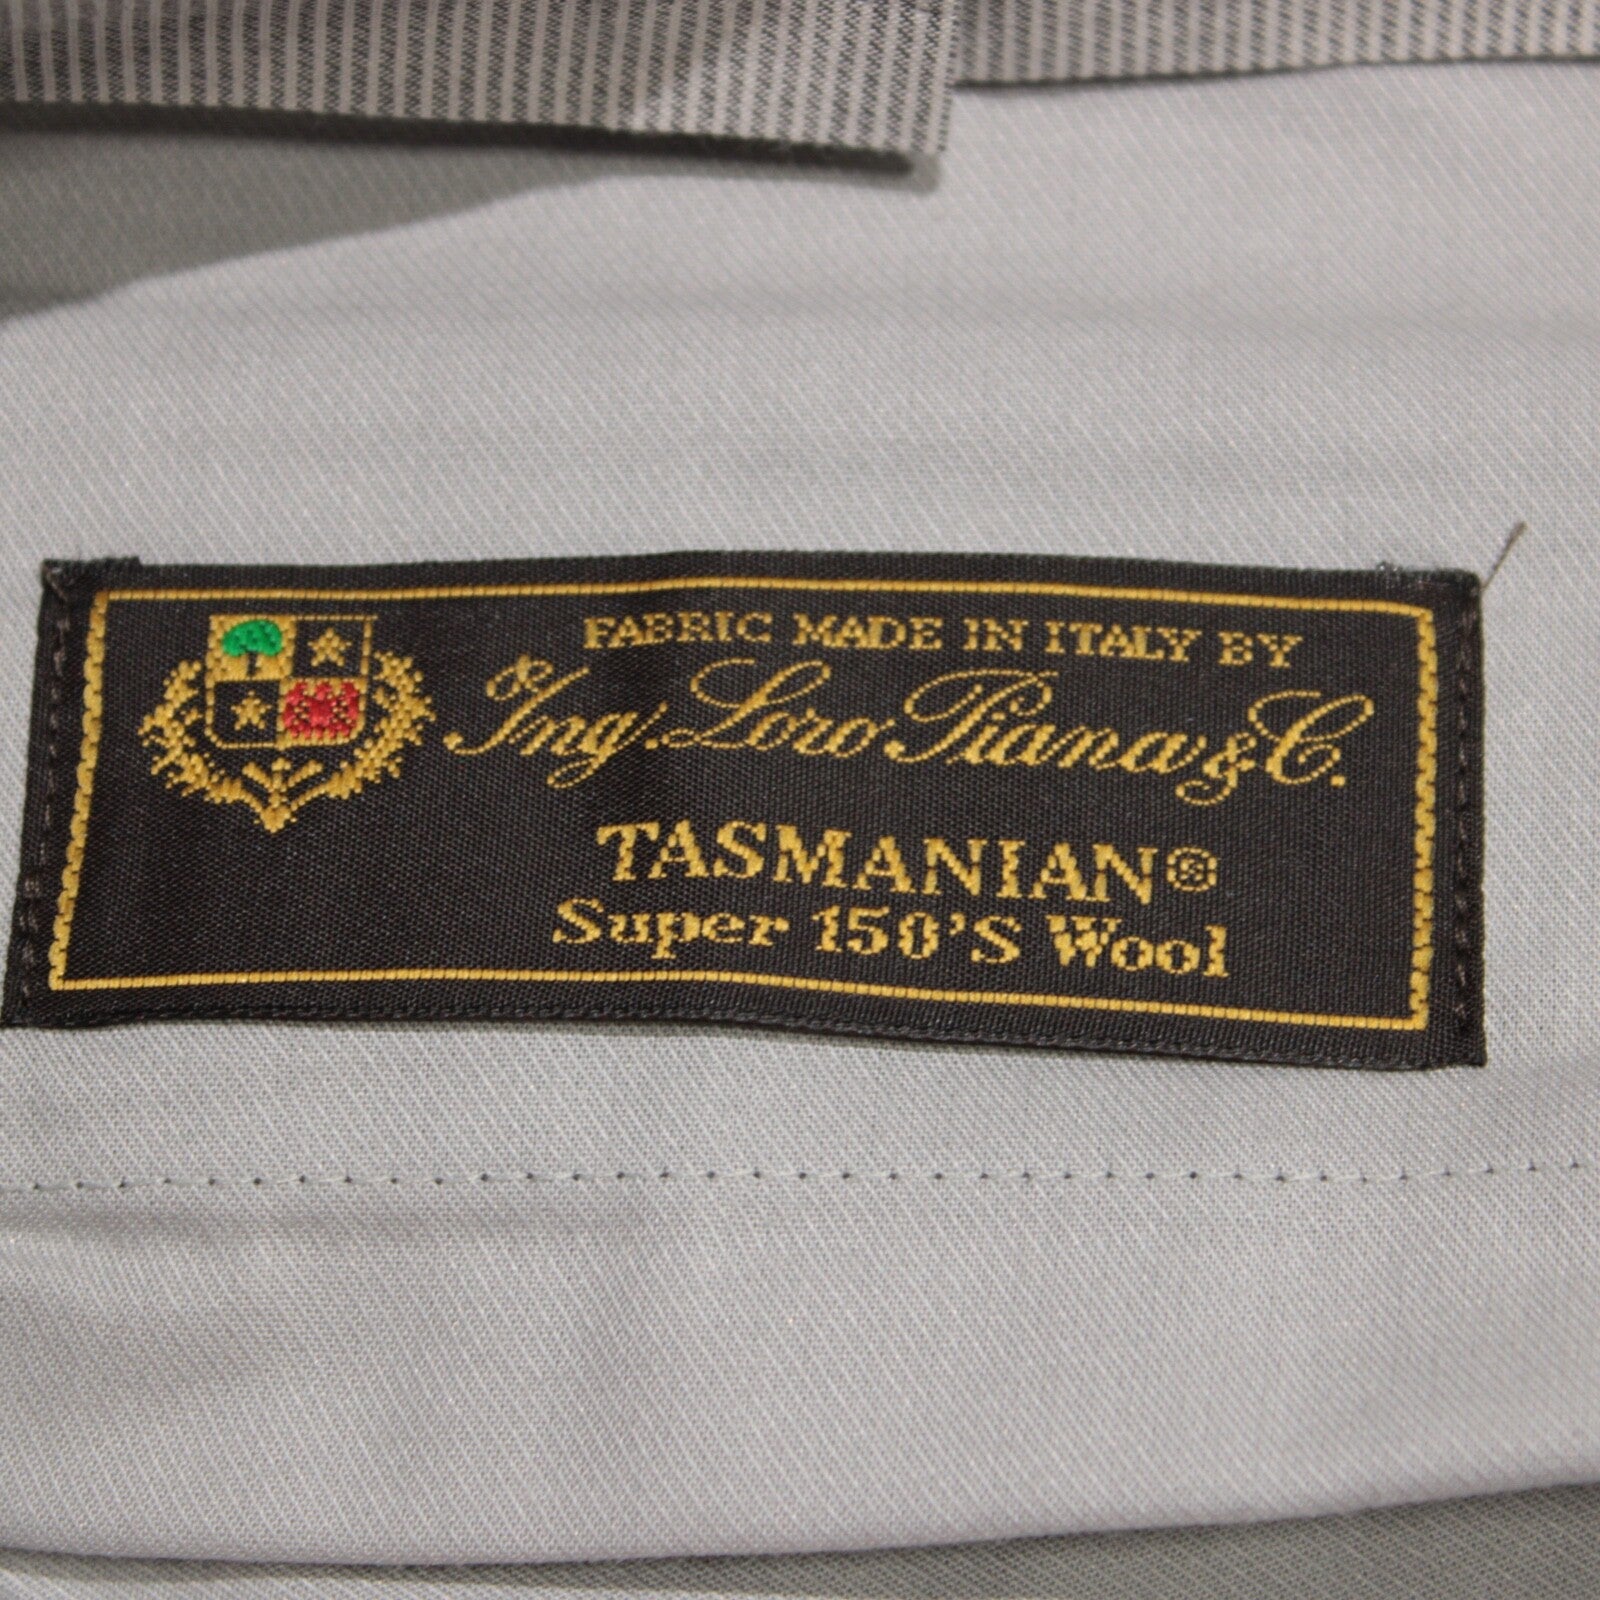 FABRIC MADE IN ITALY BY
Ing. Loro Piana & C.
TASMANIAN®
Super 150'S Wool